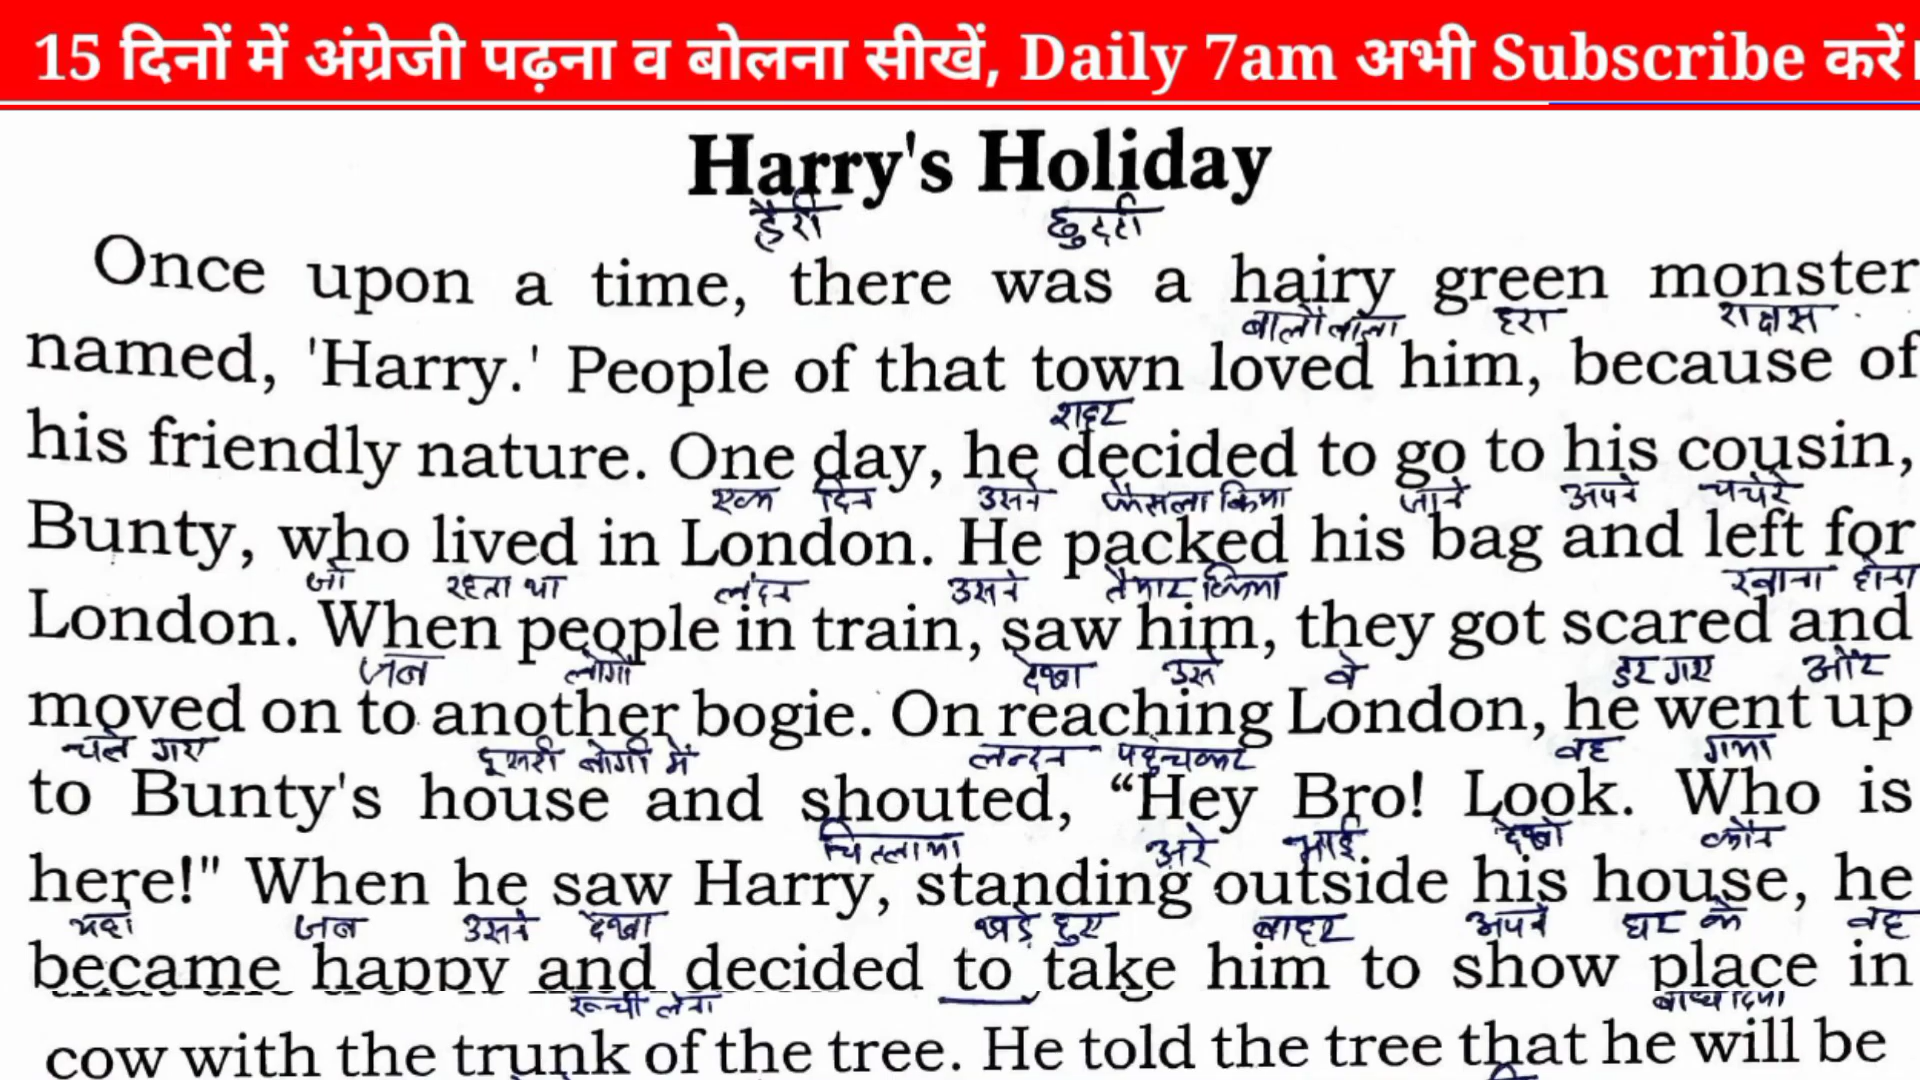 15 दिनों में अंग्रेजी पढ़ना व बोलना सीखें, Daily 7am अभी Subscribe करें।
Harry's Holiday
हैरी छुट्टी
Once upon a time, there was a hairy green monster
बालों वाला हरा राक्षस
named, 'Harry.' People of that town loved him, because of
शहर
his friendly nature. One day, he decided to go to his cousin,
एक दिन उसने फैसला किया जाने अपने चचेरे
Bunty, who lived in London. He packed his bag and left for
जो रहता था लंदन उसने तैयार किया रवाना होना
London. When people in train, saw him, they got scared and
जब लोगों देखा उसे वे डर गए और
moved on to another bogie. On reaching London, he went up
चले गए दूसरी बोगी में लन्दन पहुंचकर वह गया
to Bunty's house and shouted, “Hey Bro! Look. Who is
चिल्लाया अरे भाई देखो कौन
here!" When he saw Harry, standing outside his house, he
यहां जब उसने देखा खड़े हुए बाहर अपने घर के वह
became happy and decided to take him to show place in
रूची लेना
cow with the trunk of the tree. He told the tree that he will be